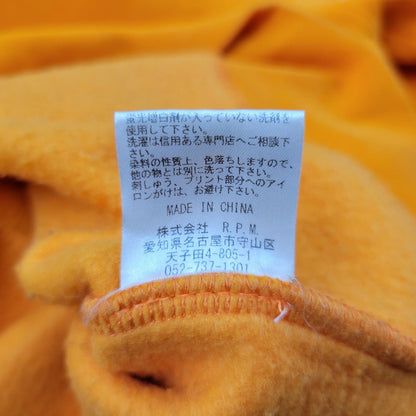 蛍光増白剤が入っていない洗剤を
使用して下さい。
洗濯は信用ある専門店へご相談下
さい。
染料の性質上、色落ちしますので、
他の物とは別に洗って下さい。
刺しゅう、プリント部分へのアイ
ロンがけは、お避け下さい。
MADE IN CHINA
株式会社 R.P.M.
愛知県名古屋市守山区
天子田4-805-1
052-737-1301